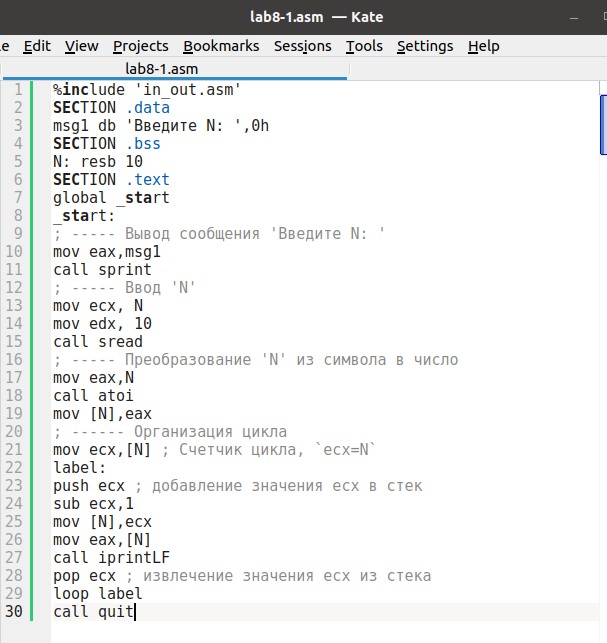 lab8-1.asm — Kate
e Edit View Projects Bookmarks Sessions Tools Settings Help
lab8-1.asm
1 %include 'in_out.asm'
2 SECTION .data
3 msg1 db 'Введите N: ',0h
4 SECTION .bss
5 N: resb 10
6 SECTION .text
7 global _start
8 _start:
9 ; ----- Вывод сообщения 'Введите N: '
10 mov eax,msg1
11 call sprint
12 ; ----- Ввод 'N'
13 mov ecx, N
14 mov edx, 10
15 call sread
16 ; ----- Преобразование 'N' из символа в число
17 mov eax,N
18 call atoi
19 mov [N],eax
20 ; ------ Организация цикла
21 mov ecx,[N] ; Счетчик цикла, `ecx=N`
22 label:
23 push ecx ; добавление значения ecx в стек
24 sub ecx,1
25 mov [N],ecx
26 mov eax,[N]
27 call iprintLF
28 pop ecx ; извлечение значения ecx из стека
29 loop label
30 call quit